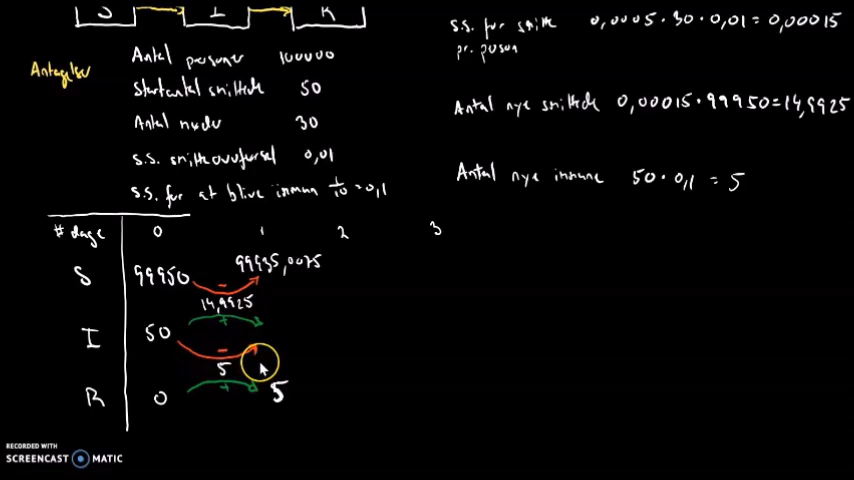 S I R
Antagelser
Antal personer 100000
Startantal smittede 50
Antal møder 30
s.s. smitteoverførsel 0,01
s.s. for at blive immun 1/10 = 0,1
s.s. for smitte 0,0005 · 30 · 0,01 = 0,00015
pr. person
Antal nye smittede 0,00015 · 99950 = 14,9925
Antal nye immune 50 · 0,1 = 5
# dage 0 1 2 3
S 99950 − 99935,0075
14,9925
+
I 50 −
5
R 0 + 5
RECORDED WITH
SCREENCAST MATIC